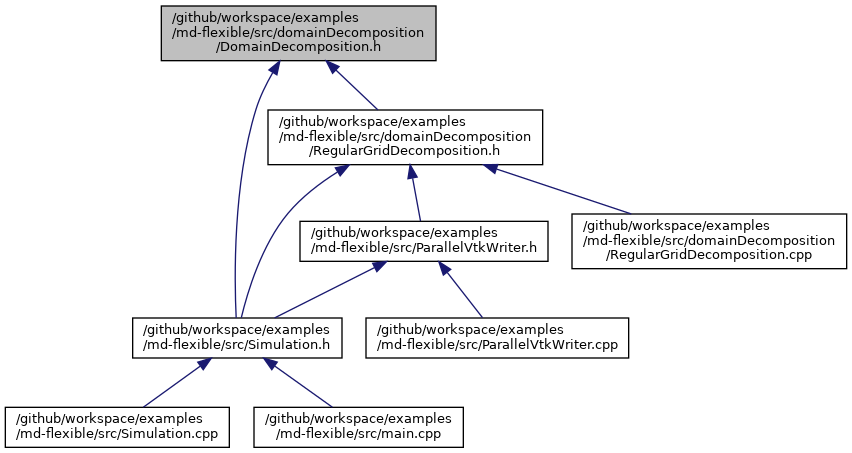 /github/workspace/examples
/md-flexible/src/domainDecomposition
/DomainDecomposition.h
/github/workspace/examples
/md-flexible/src/domainDecomposition
/RegularGridDecomposition.h
/github/workspace/examples
/md-flexible/src/ParallelVtkWriter.h
/github/workspace/examples
/md-flexible/src/domainDecomposition
/RegularGridDecomposition.cpp
/github/workspace/examples
/md-flexible/src/Simulation.h
/github/workspace/examples
/md-flexible/src/ParallelVtkWriter.cpp
/github/workspace/examples
/md-flexible/src/Simulation.cpp
/github/workspace/examples
/md-flexible/src/main.cpp